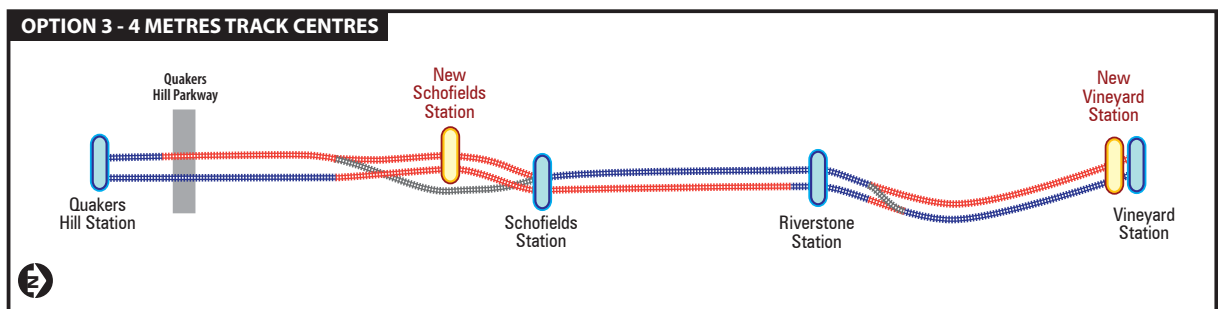 OPTION 3 - 4 METRES TRACK CENTRES
Quakers
Hill Parkway
New
Schofields
Station
New
Vineyard
Station
Quakers
Hill Station
Schofields
Station
Riverstone
Station
Vineyard
Station
N